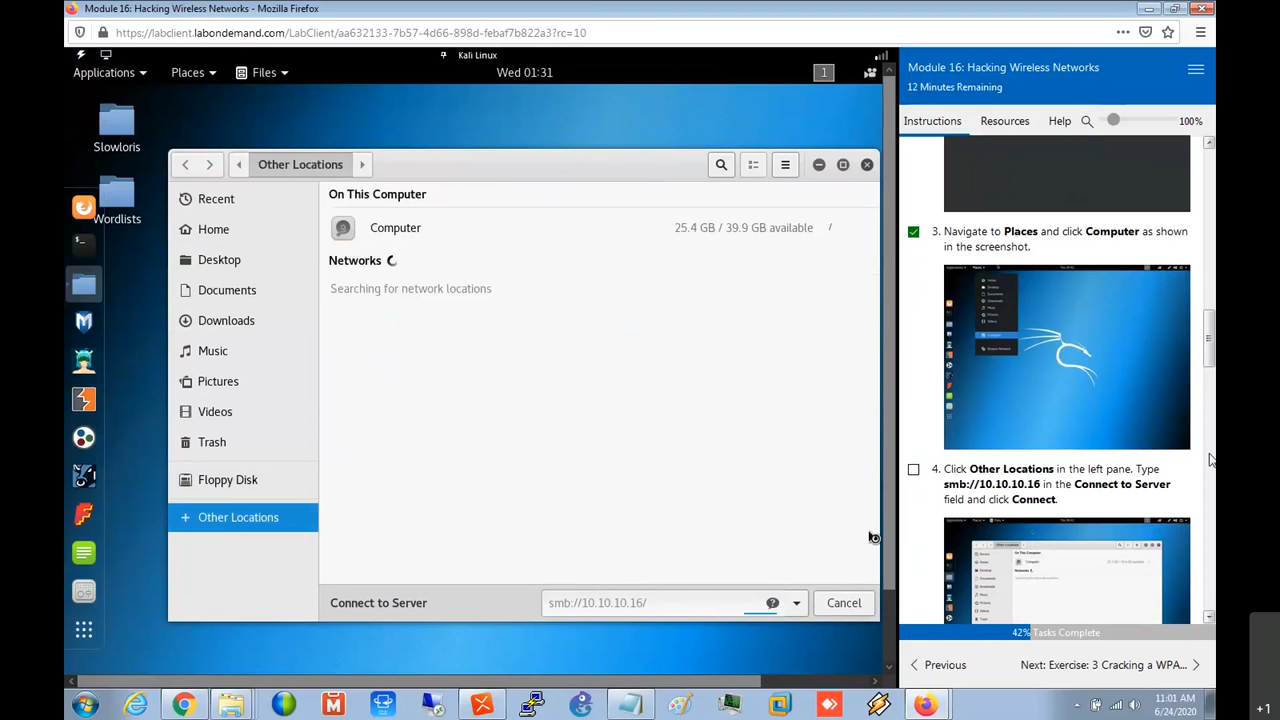 Module 16: Hacking Wireless Networks - Mozilla Firefox
https://labclient.labondemand.com/LabClient/aa632133-7b57-4d66-898d-febaf7b822a3?rc=10
Kali Linux
Applications
Places
Files
Wed 01:31
1
Slowloris
Wordlists
Other Locations
Recent
Home
Desktop
Documents
Downloads
Music
Pictures
Videos
Trash
Floppy Disk
+ Other Locations
On This Computer
Computer
25.4 GB / 39.9 GB available /
Networks
Searching for network locations
Connect to Server
smb://10.10.10.16/
Cancel
Module 16: Hacking Wireless Networks
12 Minutes Remaining
Instructions
Resources
Help
100%
3. Navigate to Places and click Computer as shown
in the screenshot.
4. Click Other Locations in the left pane. Type
smb://10.10.10.16 in the Connect to Server
field and click Connect.
42% Tasks Complete
Previous
Next: Exercise: 3 Cracking a WPA...
11:01 AM
6/24/2020
+1